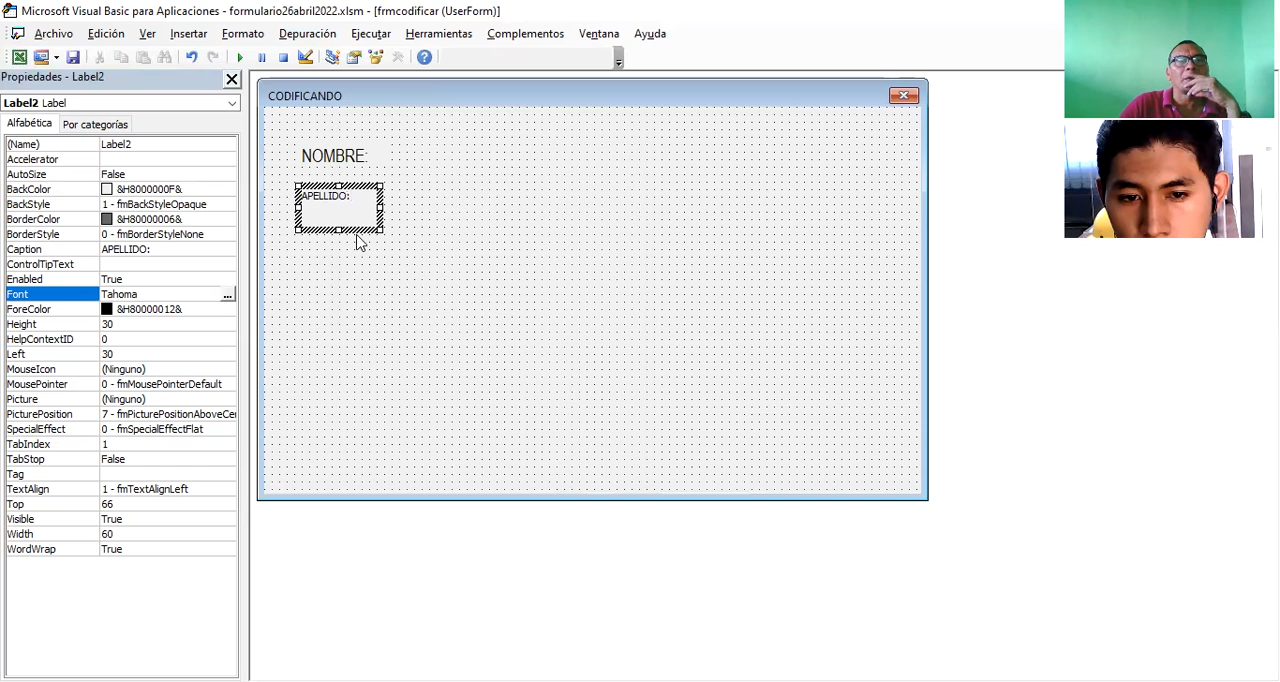 Microsoft Visual Basic para Aplicaciones - formulario26abril2022.xlsm - [frmcodificar (UserForm)]
Archivo Edición Ver Insertar Formato Depuración Ejecutar Herramientas Complementos Ventana Ayuda
Propiedades - Label2
Label2 Label
Alfabética Por categorías
(Name) Label2
Accelerator
AutoSize False
BackColor &H8000000F&
BackStyle 1 - fmBackStyleOpaque
BorderColor &H80000006&
BorderStyle 0 - fmBorderStyleNone
Caption APELLIDO:
ControlTipText
Enabled True
Font Tahoma ...
ForeColor &H80000012&
Height 30
HelpContextID 0
Left 30
MouseIcon (Ninguno)
MousePointer 0 - fmMousePointerDefault
Picture (Ninguno)
PicturePosition 7 - fmPicturePositionAboveCe
SpecialEffect 0 - fmSpecialEffectFlat
TabIndex 1
TabStop False
Tag
TextAlign 1 - fmTextAlignLeft
Top 66
Visible True
Width 60
WordWrap True
CODIFICANDO
NOMBRE:
APELLIDO: